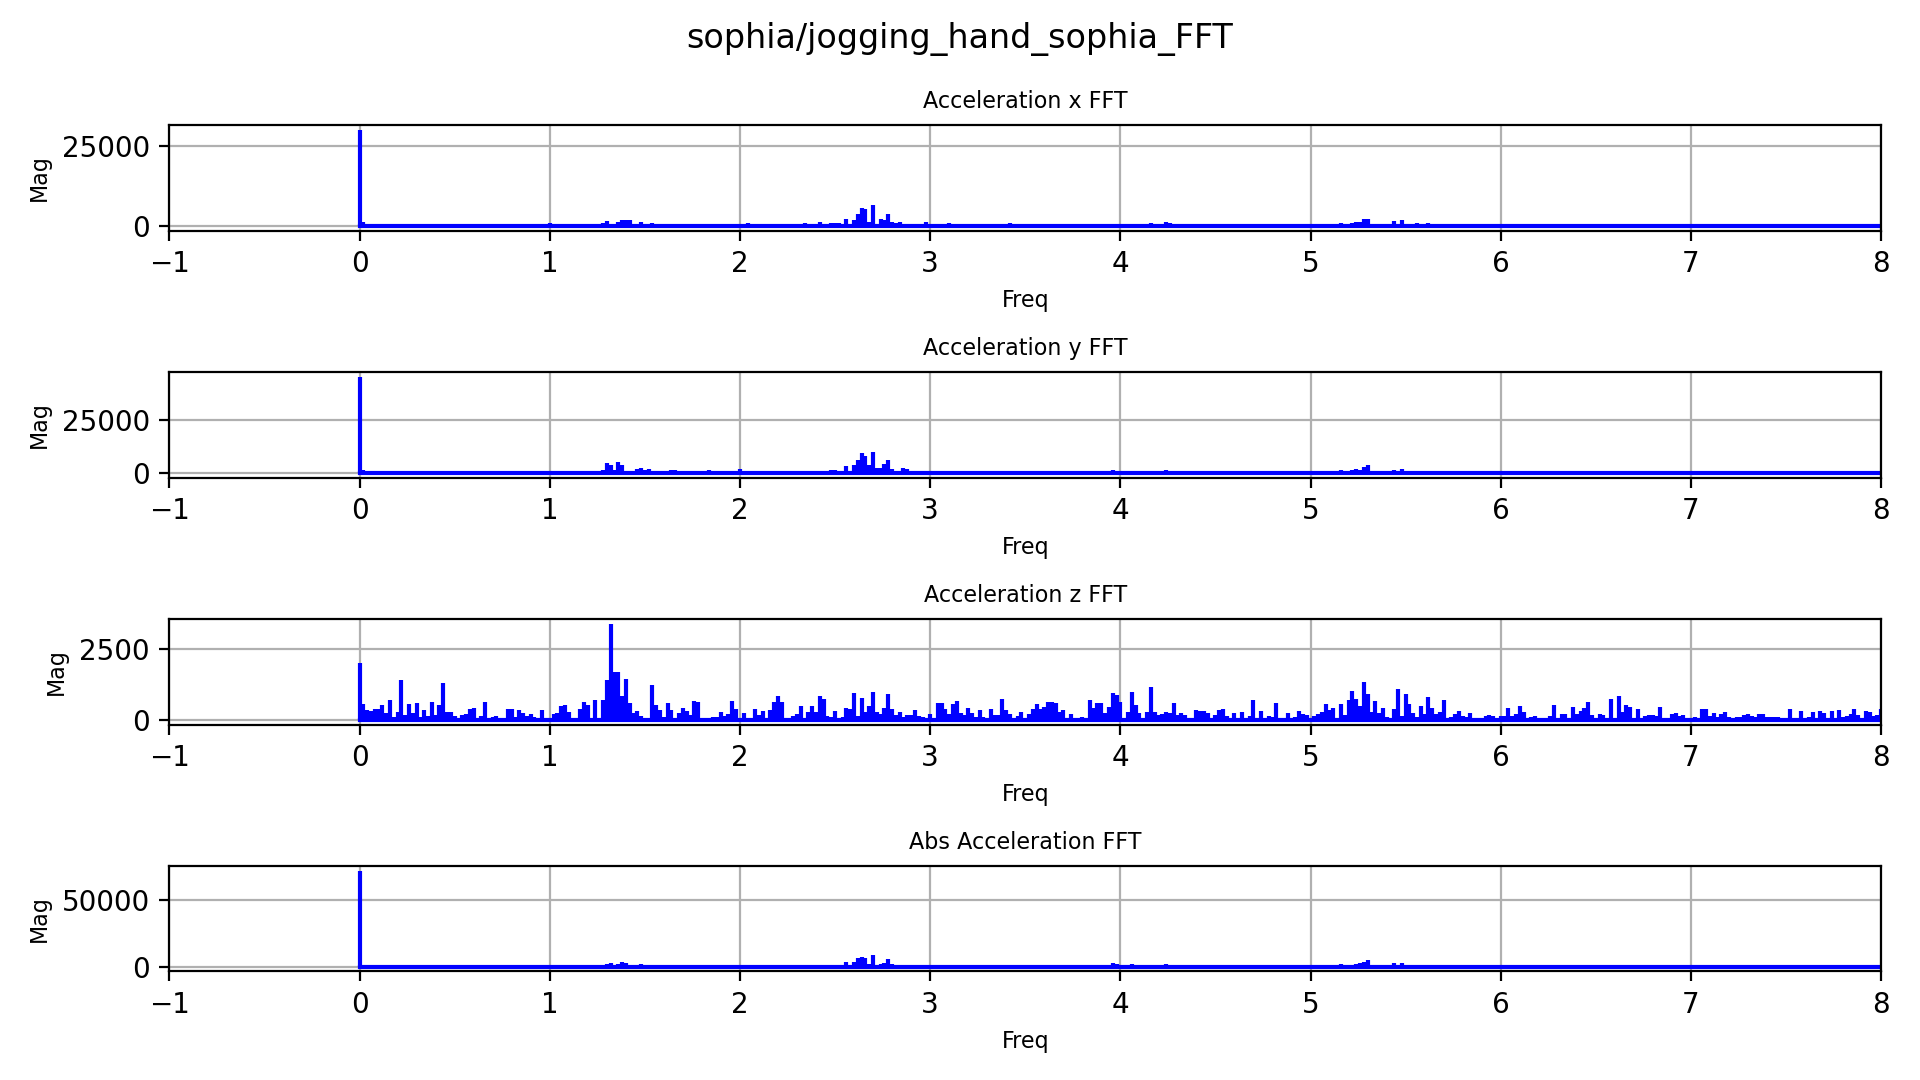 sophia/jogging_hand_sophia_FFT
Acceleration x FFT
Mag
25000
0
−1 0 1 2 3 4 5 6 7 8
Freq
Acceleration y FFT
Mag
25000
0
−1 0 1 2 3 4 5 6 7 8
Freq
Acceleration z FFT
Mag
2500
0
−1 0 1 2 3 4 5 6 7 8
Freq
Abs Acceleration FFT
Mag
50000
0
−1 0 1 2 3 4 5 6 7 8
Freq